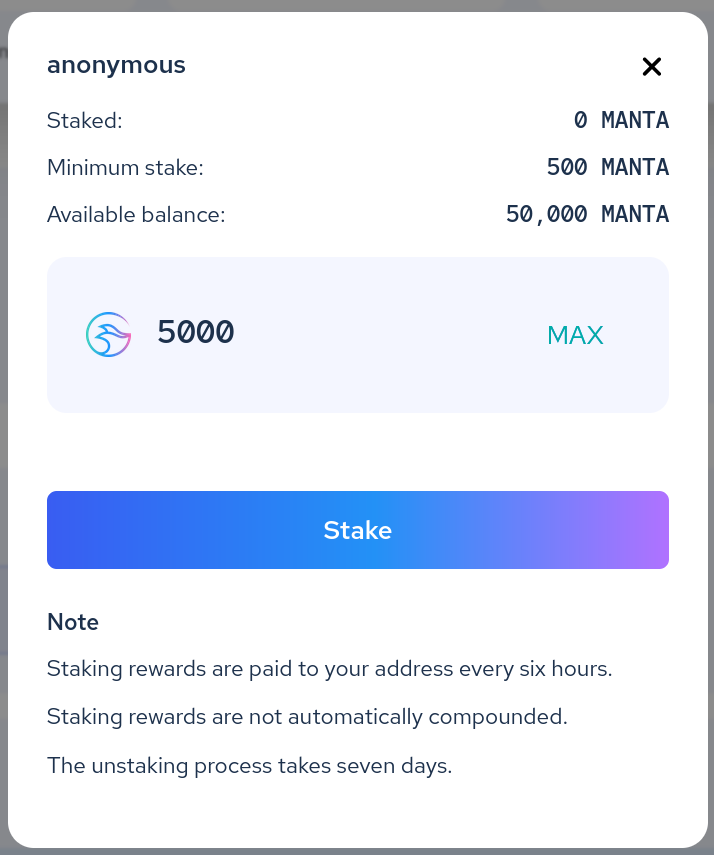 anonymous
Staked: 0 MANTA
Minimum stake: 500 MANTA
Available balance: 50,000 MANTA
5000 MAX
Stake
Note
Staking rewards are paid to your address every six hours.
Staking rewards are not automatically compounded.
The unstaking process takes seven days.